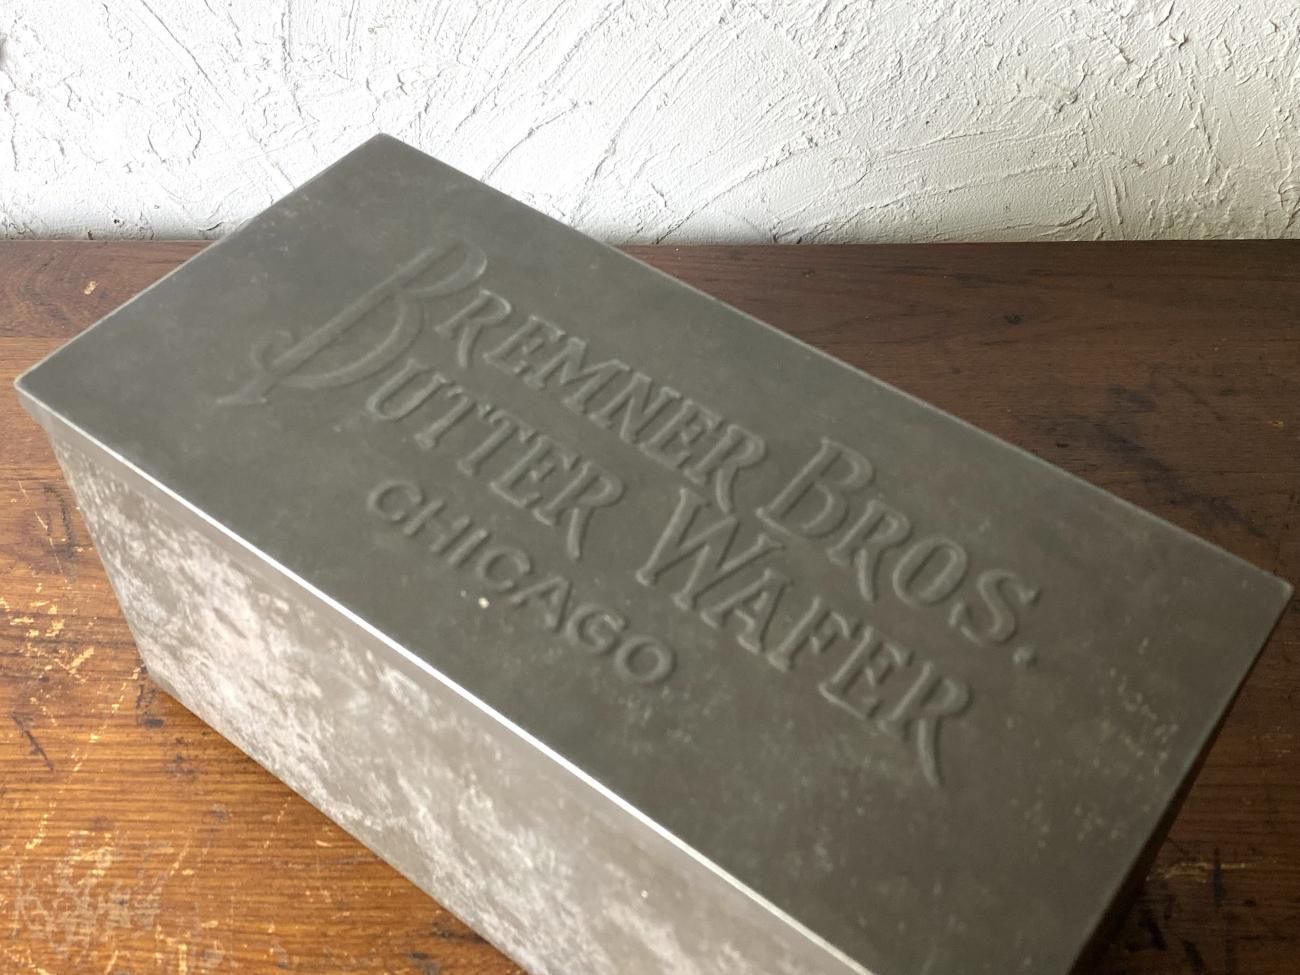 BREMNER BROS.
BUTTER WAFER
CHICAGO